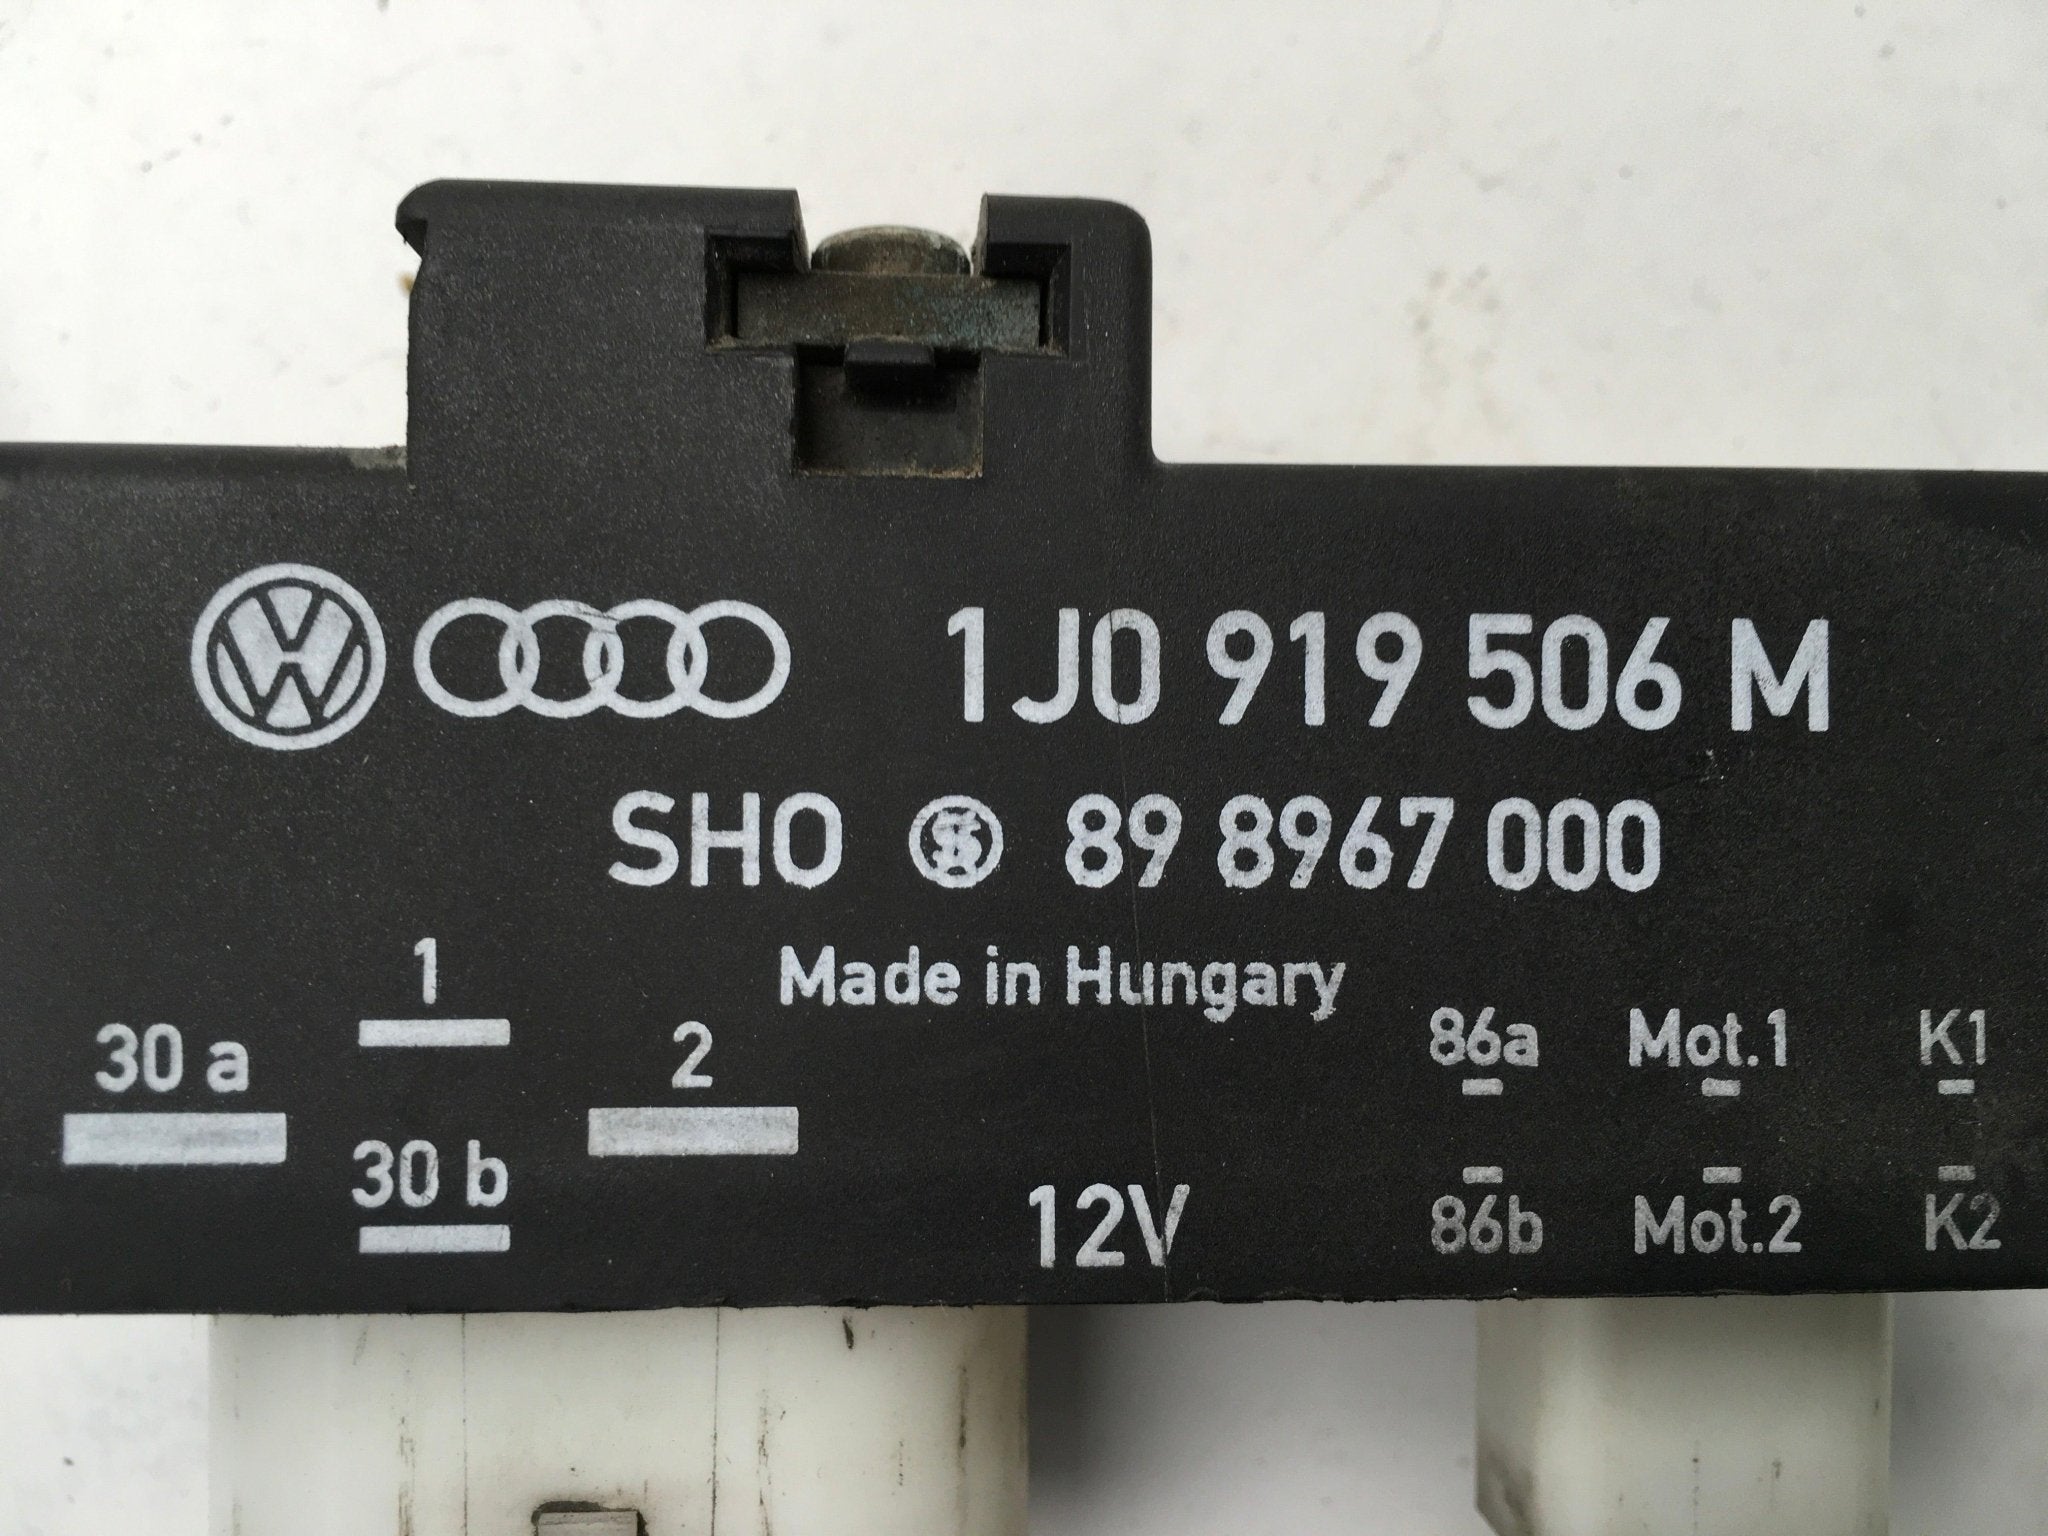 1J0 919 506 M
SHO 89 8967 000
Made in Hungary
1
30 a
2
30 b
12V
86a Mot.1 K1
86b Mot.2 K2